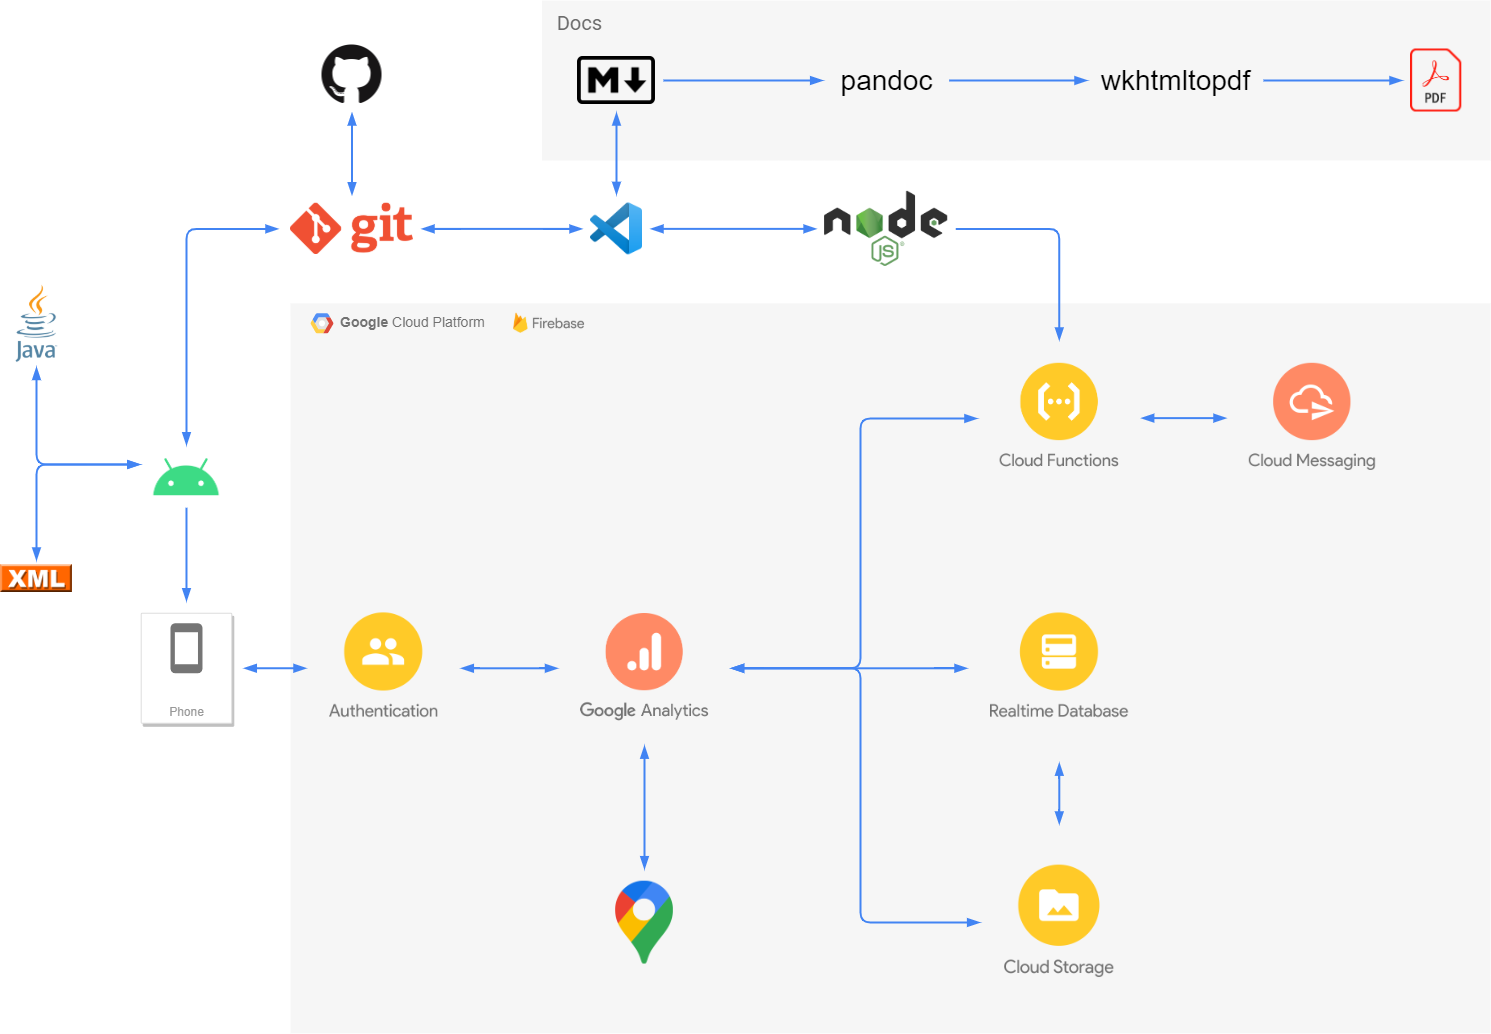 Docs
M
pandoc
wkhtmltopdf
PDF
git
node
JS
Java
Google Cloud Platform
Firebase
Cloud Functions
Cloud Messaging
XML
Phone
Authentication
Google Analytics
Realtime Database
Cloud Storage